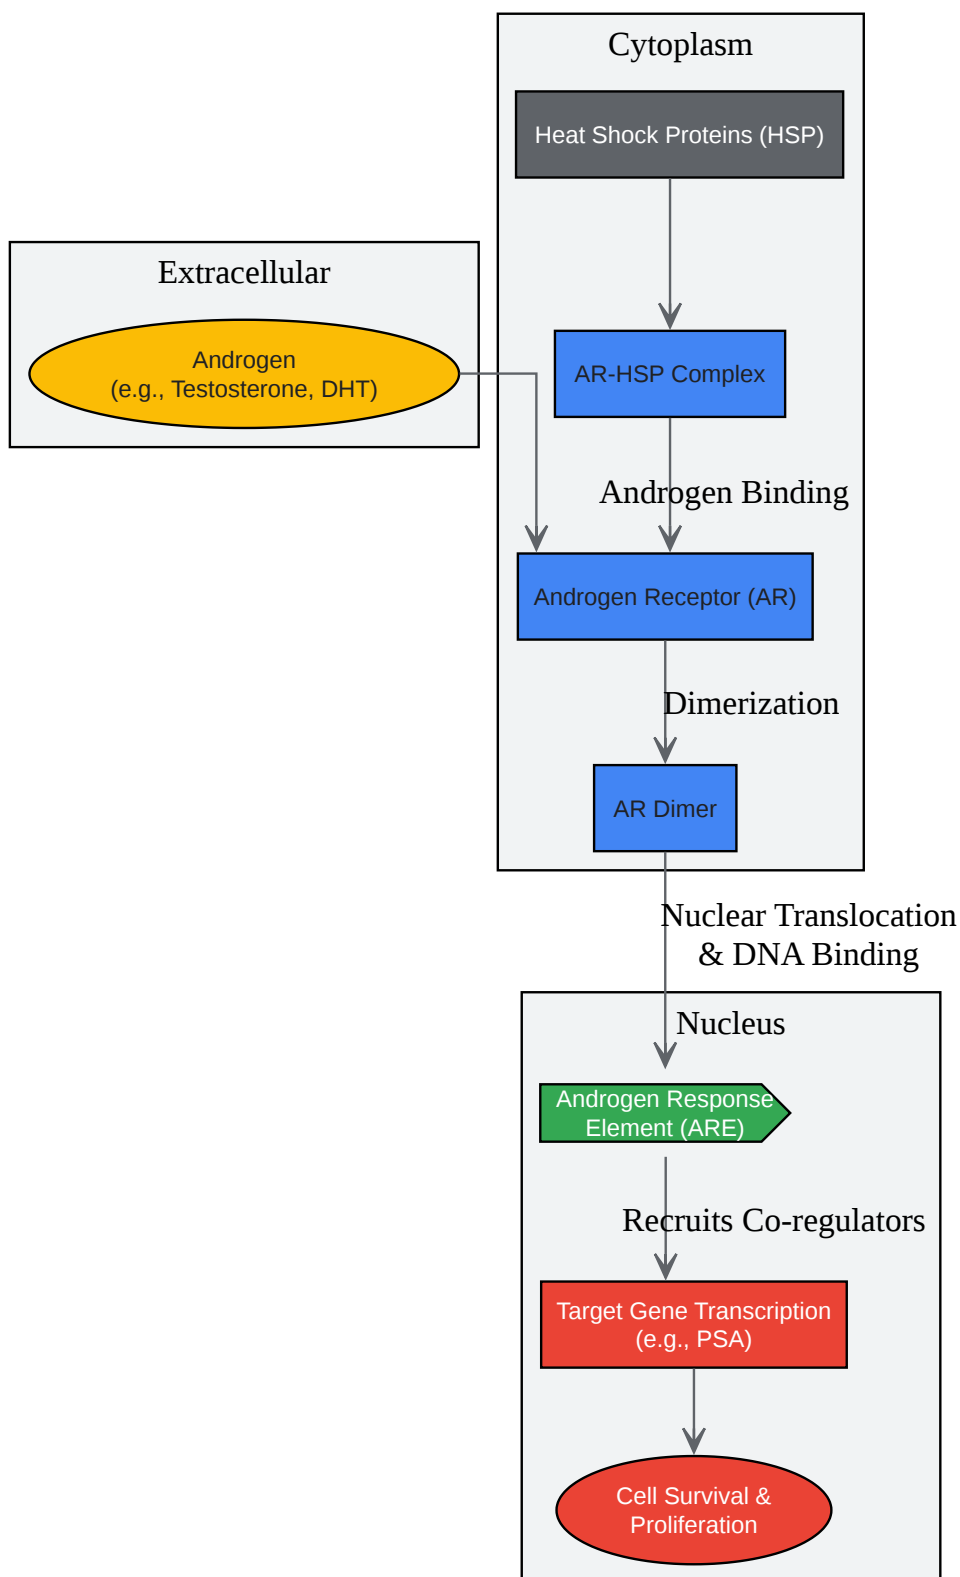 Cytoplasm
Heat Shock Proteins (HSP)
Extracellular
Androgen
(e.g., Testosterone, DHT)
AR-HSP Complex
Androgen Binding
Androgen Receptor (AR)
Dimerization
AR Dimer
Nuclear Translocation
& DNA Binding
Nucleus
Androgen Response
Element (ARE)
Recruits Co-regulators
Target Gene Transcription
(e.g., PSA)
Cell Survival &
Proliferation